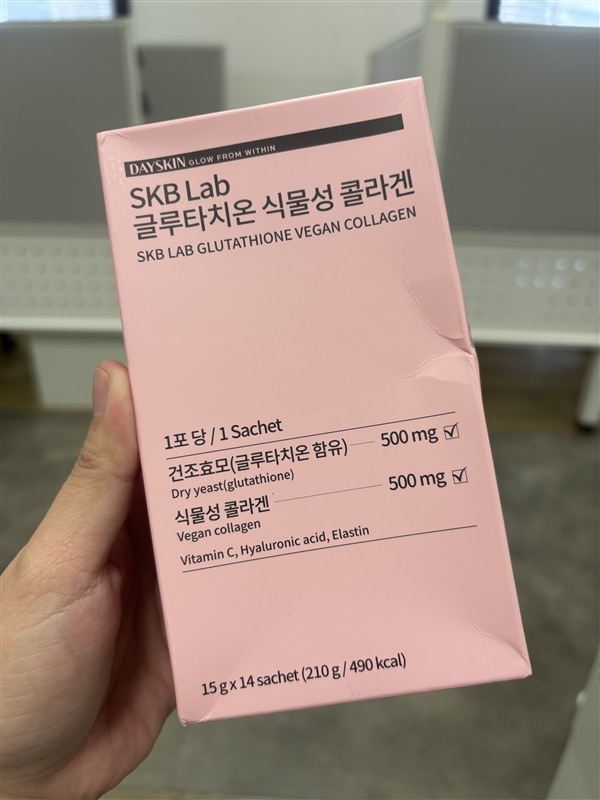 DAYSKIN GLOW FROM WITHIN
SKB Lab
글루타치온 식물성 콜라겐
SKB LAB GLUTATHIONE VEGAN COLLAGEN
1포 당 / 1 Sachet
건조효모(글루타치온 함유) 500 mg
Dry yeast(glutathione)
식물성 콜라겐 500 mg
Vegan collagen
Vitamin C, Hyaluronic acid, Elastin
15 g x 14 sachet (210 g / 490 kcal)